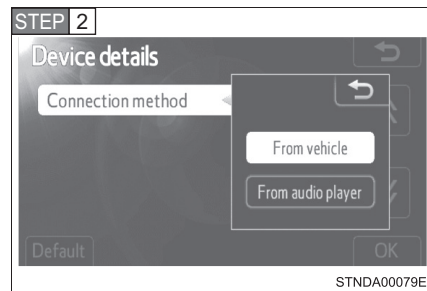 STEP 2
Device details
Connection method
From vehicle
From audio player
Default
OK
STNDA00079E